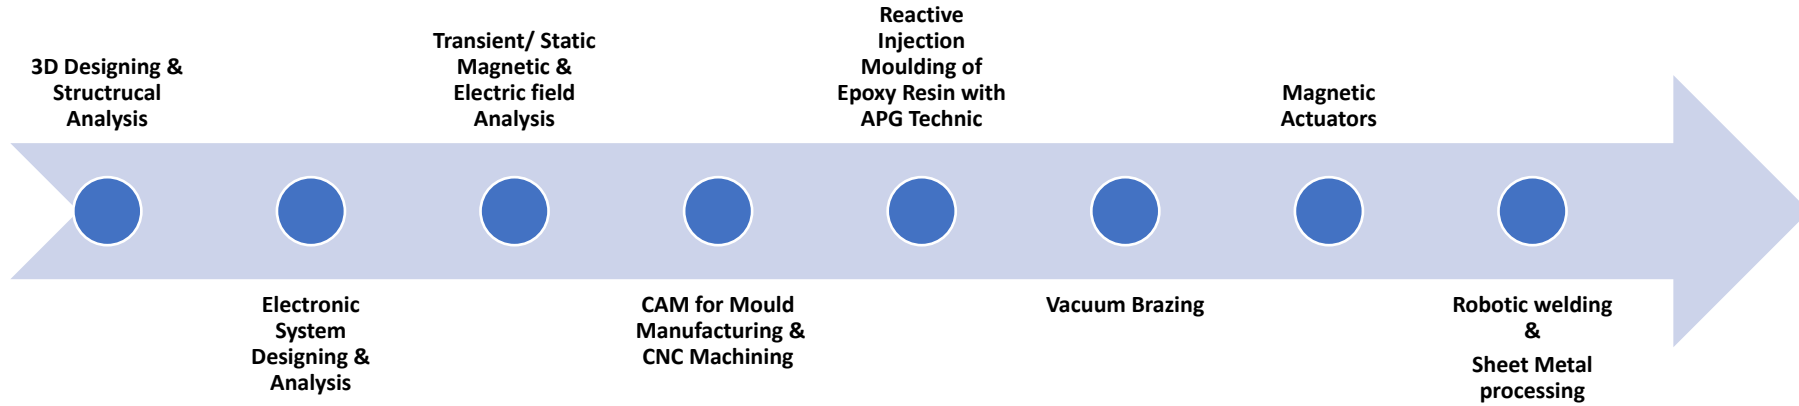 3D Designing &
Structrucal
Analysis
Electronic
System
Designing &
Analysis
Transient/ Static
Magnetic &
Electric field
Analysis
CAM for Mould
Manufacturing &
CNC Machining
Reactive
Injection
Moulding of
Epoxy Resin with
APG Technic
Vacuum Brazing
Magnetic
Actuators
Robotic welding
&
Sheet Metal
processing